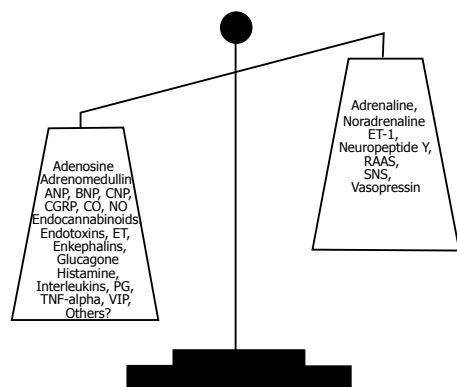 Adenosine
Adrenomedullin
ANP, BNP, CNP,
CGRP, CO, NO
Endocannabinoids
Endotoxins, ET,
Enkephalins,
Glucagone
Histamine,
Interleukins, PG,
TNF-alpha, VIP,
Others?
Adrenaline,
Noradrenaline
ET-1,
Neuropeptide Y,
RAAS,
SNS,
Vasopressin